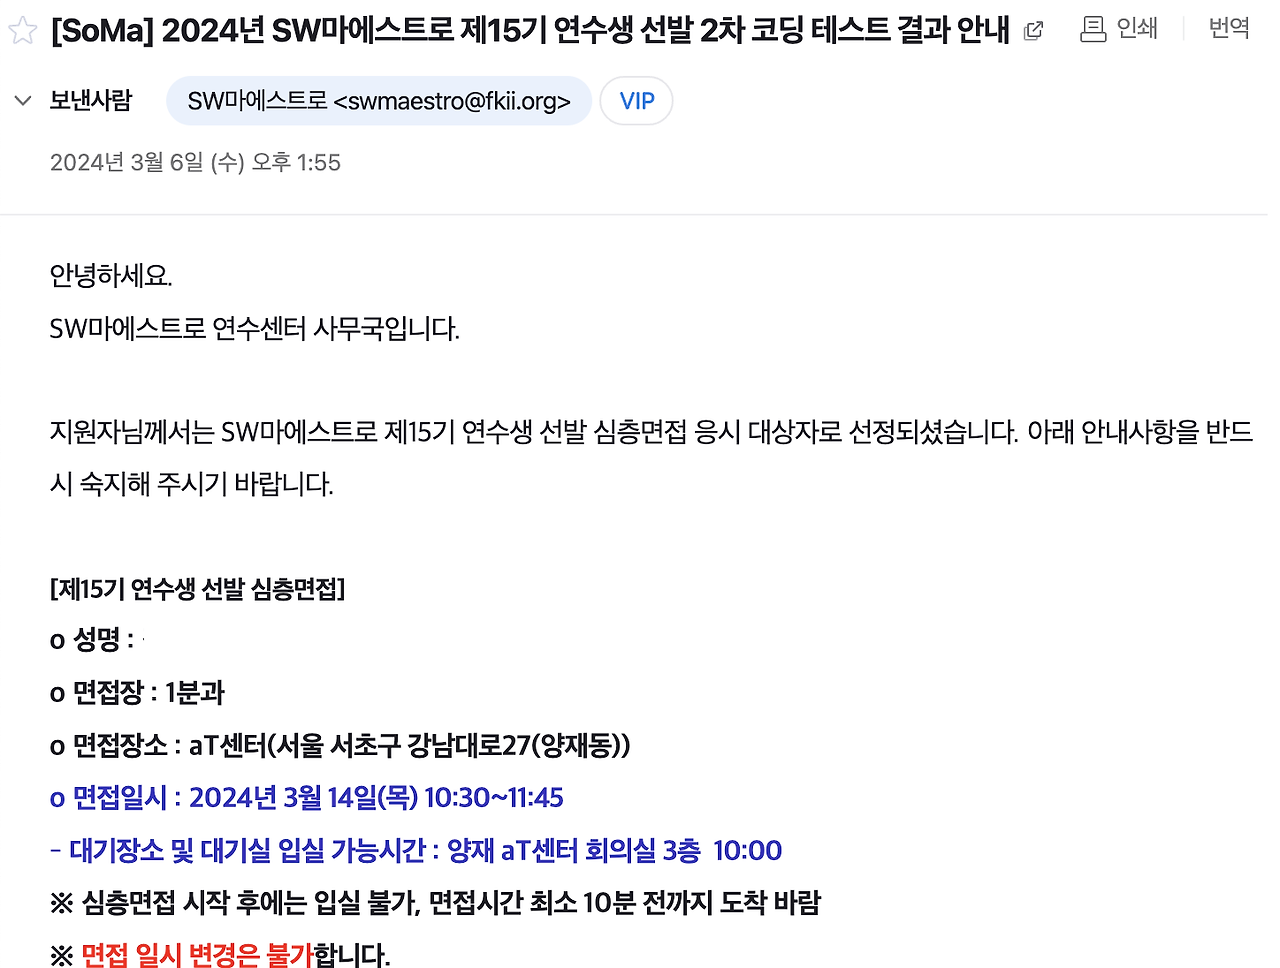 [SoMa] 2024년 SW마에스트로 제15기 연수생 선발 2차 코딩 테스트 결과 안내 인쇄 번역
보낸사람 SW마에스트로 <swmaestro@fkii.org> VIP
2024년 3월 6일 (수) 오후 1:55
안녕하세요.
SW마에스트로 연수센터 사무국입니다.
지원자님께서는 SW마에스트로 제15기 연수생 선발 심층면접 응시 대상자로 선정되셨습니다. 아래 안내사항을 반드
시 숙지해 주시기 바랍니다.
[제15기 연수생 선발 심층면접]
o 성명 :
o 면접장 : 1분과
o 면접장소 : aT센터(서울 서초구 강남대로27(양재동))
o 면접일시 : 2024년 3월 14일(목) 10:30~11:45
- 대기장소 및 대기실 입실 가능시간 : 양재 aT센터 회의실 3층 10:00
※ 심층면접 시작 후에는 입실 불가, 면접시간 최소 10분 전까지 도착 바람
※ 면접 일시 변경은 불가합니다.